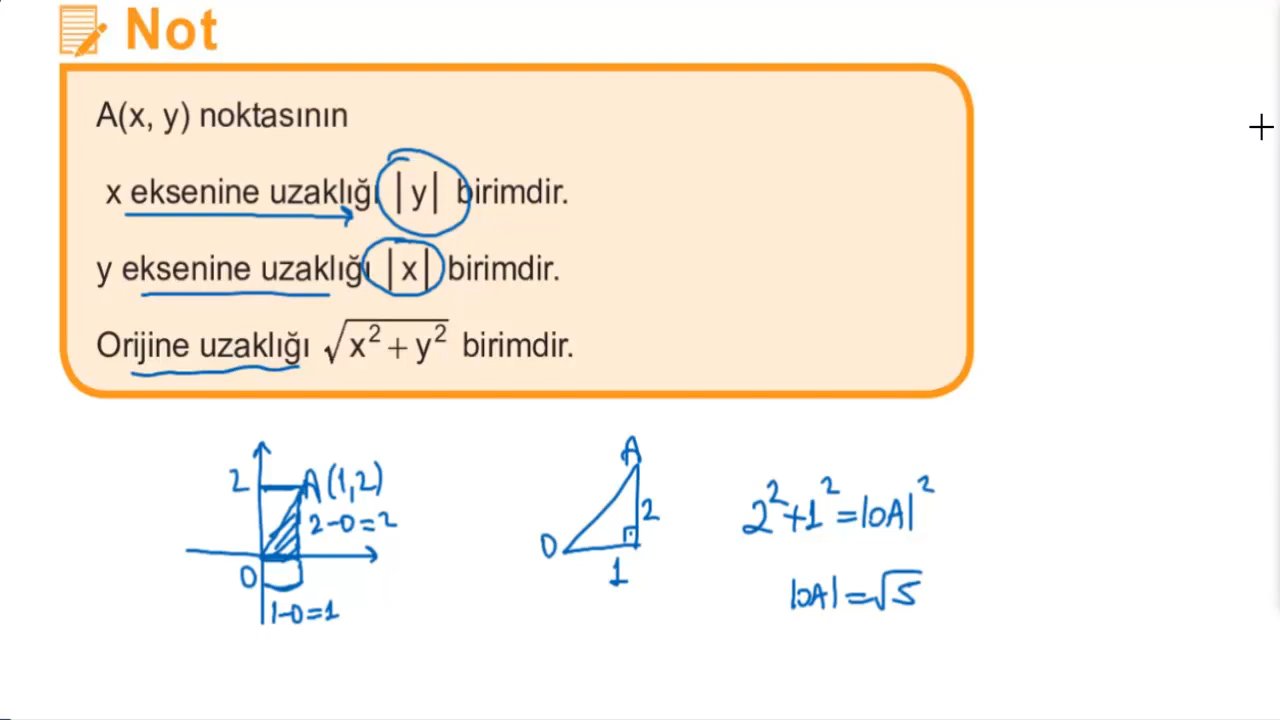 Not
A(x, y) noktasının
x eksenine uzaklığı |y| birimdir.
y eksenine uzaklığı |x| birimdir.
Orijine uzaklığı √x² + y² birimdir.
2 A(1,2)
2-0=2
0
1-0=1
A
2
0
1
2² + 1² = |OA|²
|OA| = √5